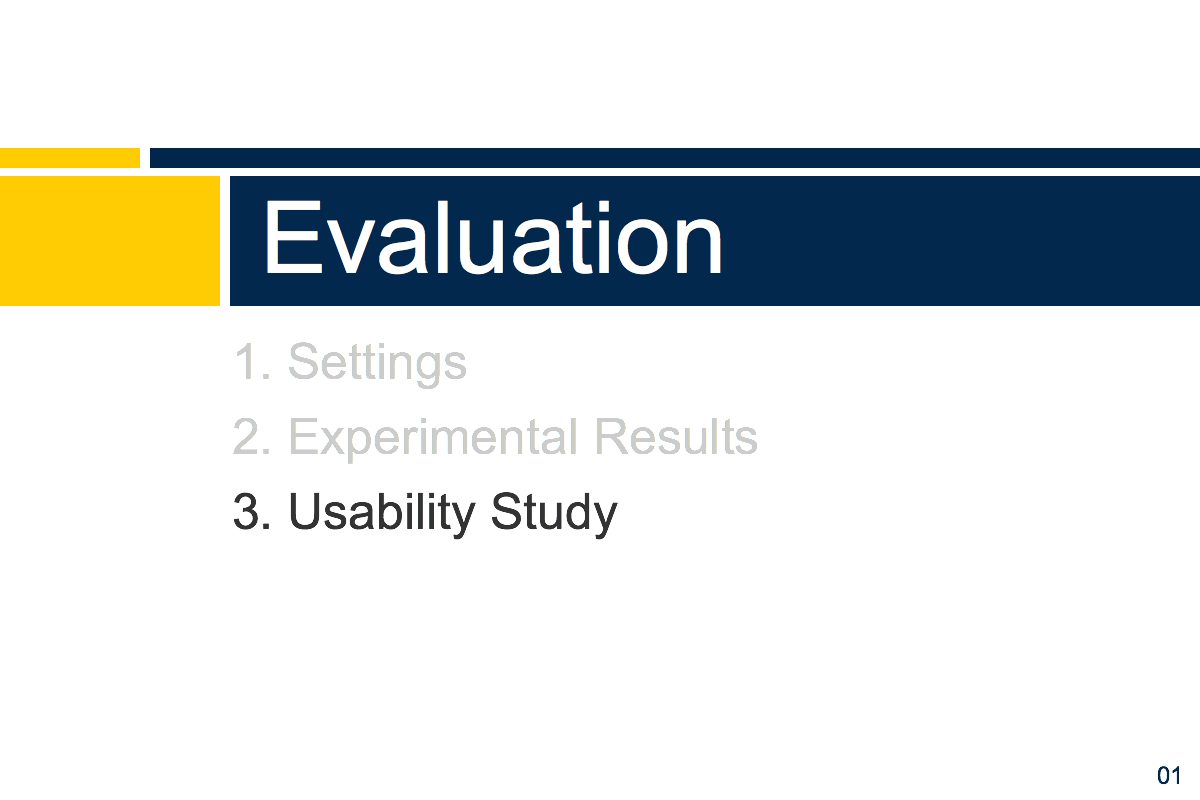 Evaluation
1. Settings
2. Experimental Results
3. Usability Study
01